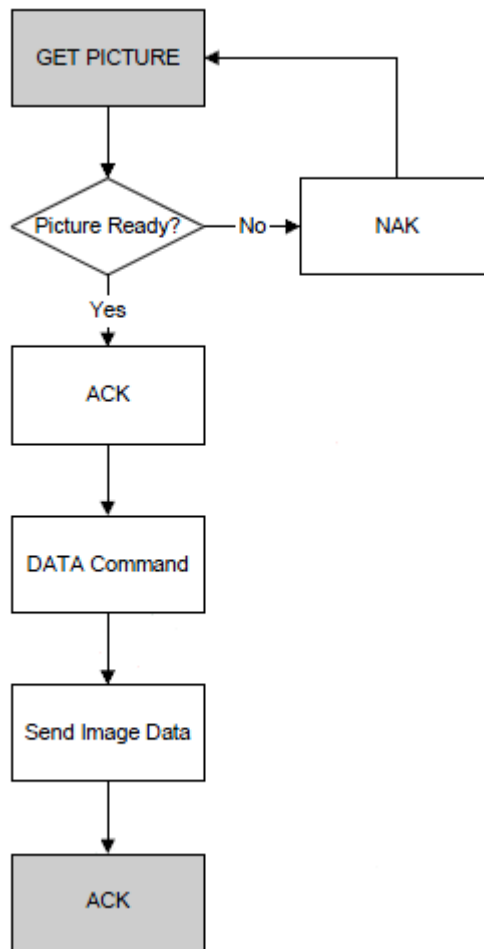 GET PICTURE
Picture Ready?
No
NAK
Yes
ACK
DATA Command
Send Image Data
ACK